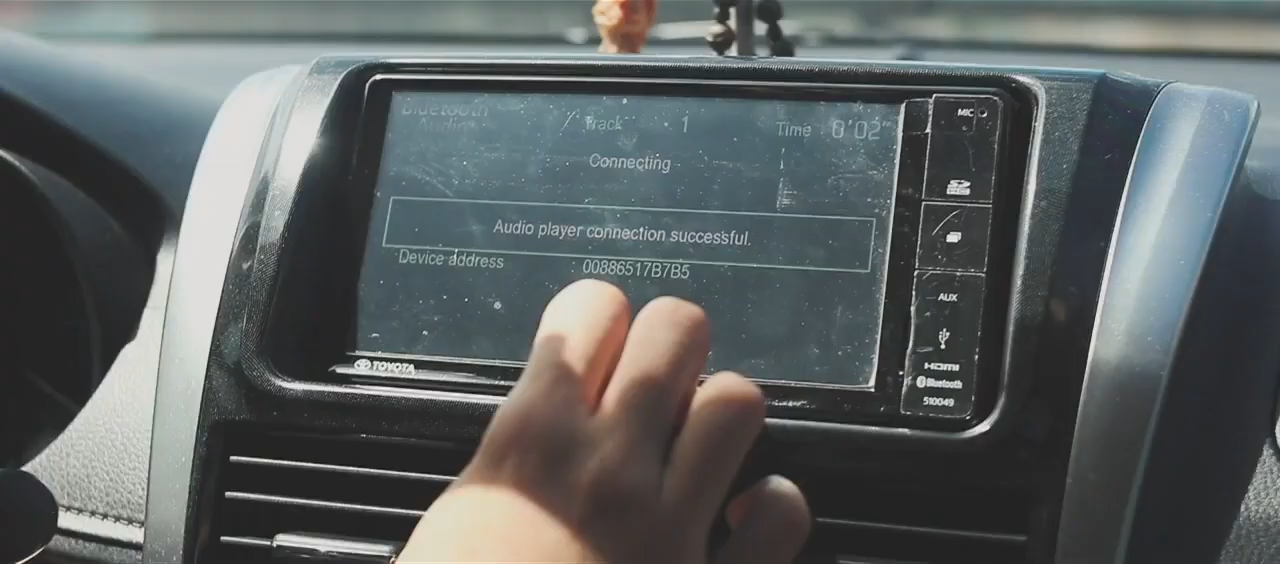 Bluetooth
Audio
Track 1
Time 0'02"
Connecting
Audio player connection successful.
Device address 00886517B7B5
TOYOTA
MIC
SD
AUX
HDMI
Bluetooth
510049